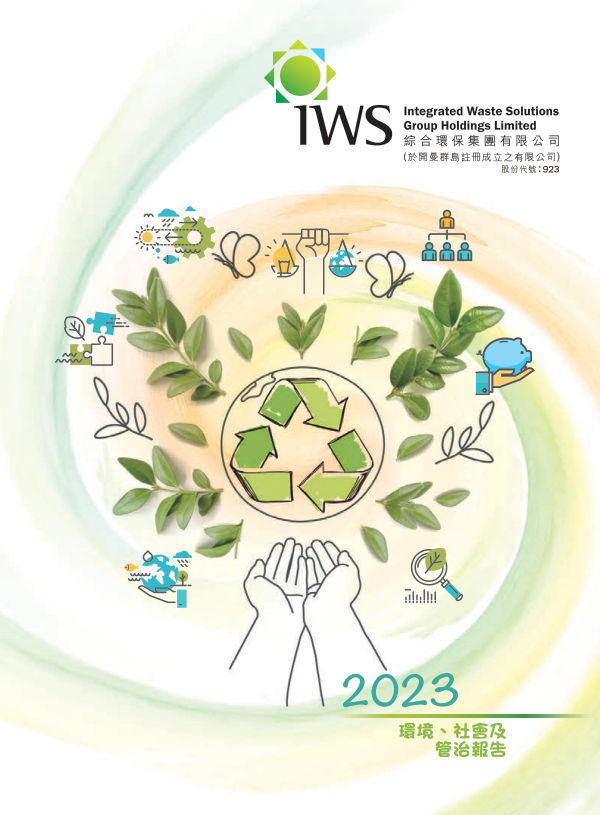 IWS
Integrated Waste Solutions
Group Holdings Limited
綜合環保集團有限公司
(於開曼群島註冊成立之有限公司)
股份代號：923
2023
環境、社會及
管治報告